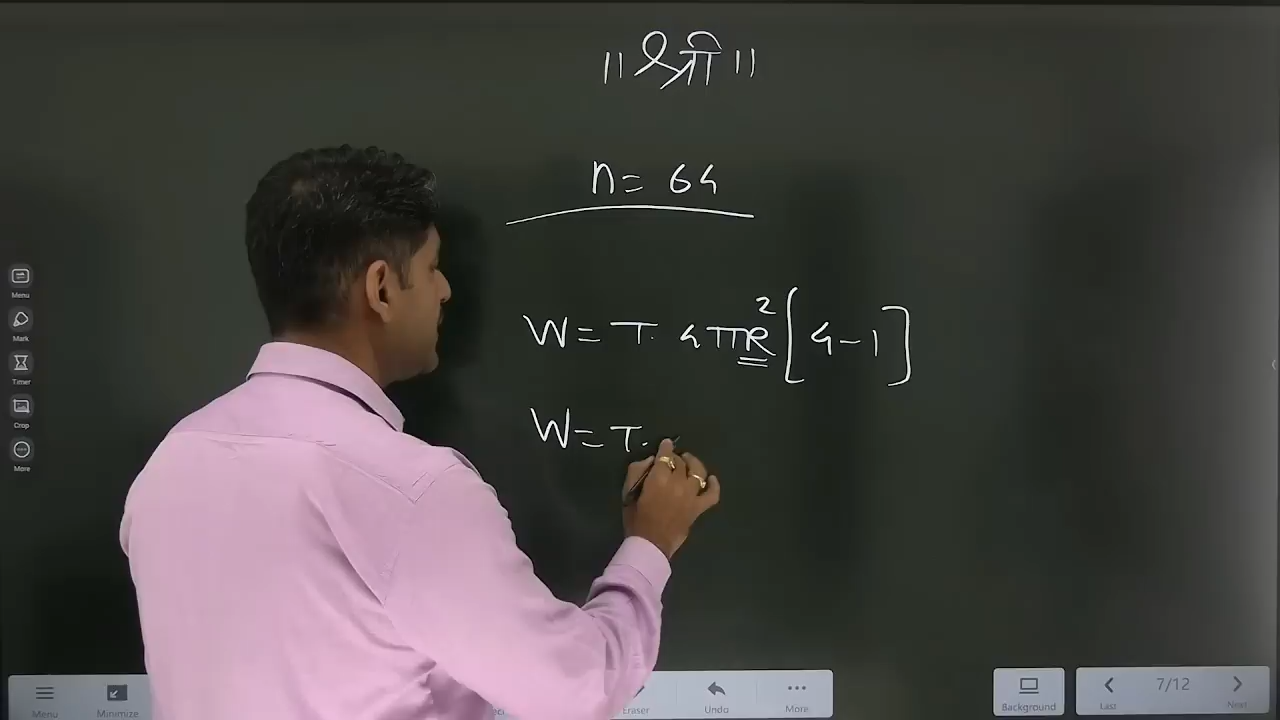 ॥ श्री ॥
n = 64
W = T. 4πR² [4-1]
W = T.
Menu
Mark
Timer
Crop
More
Menu
Minimize
Eraser
Undo
More
Background
Last
7/12
Next